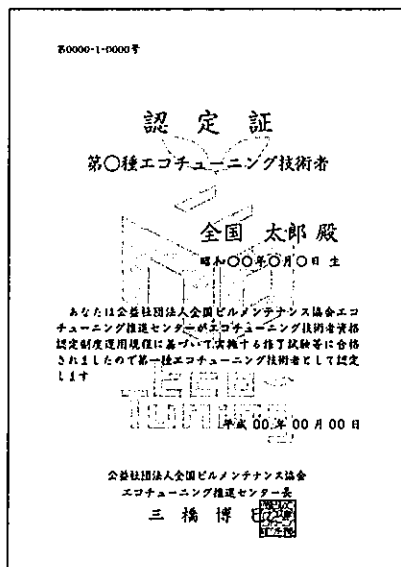 第0000-1-0000号
認定証
第〇種エコチューニング技術者
全国 太郎 殿
昭和〇〇年〇月〇日 生
あなたは公益社団法人全国ビルメンテナンス協会エコ
チューニング推進センターがエコチューニング技術者資格
認定制度運用規程に基づいて実施する修了試験等に合格
されましたので第一種エコチューニング技術者として認定
します
平成 00 年 00 月 00 日
公益社団法人全国ビルメンテナンス協会
エコチューニング推進センター長
三橋博